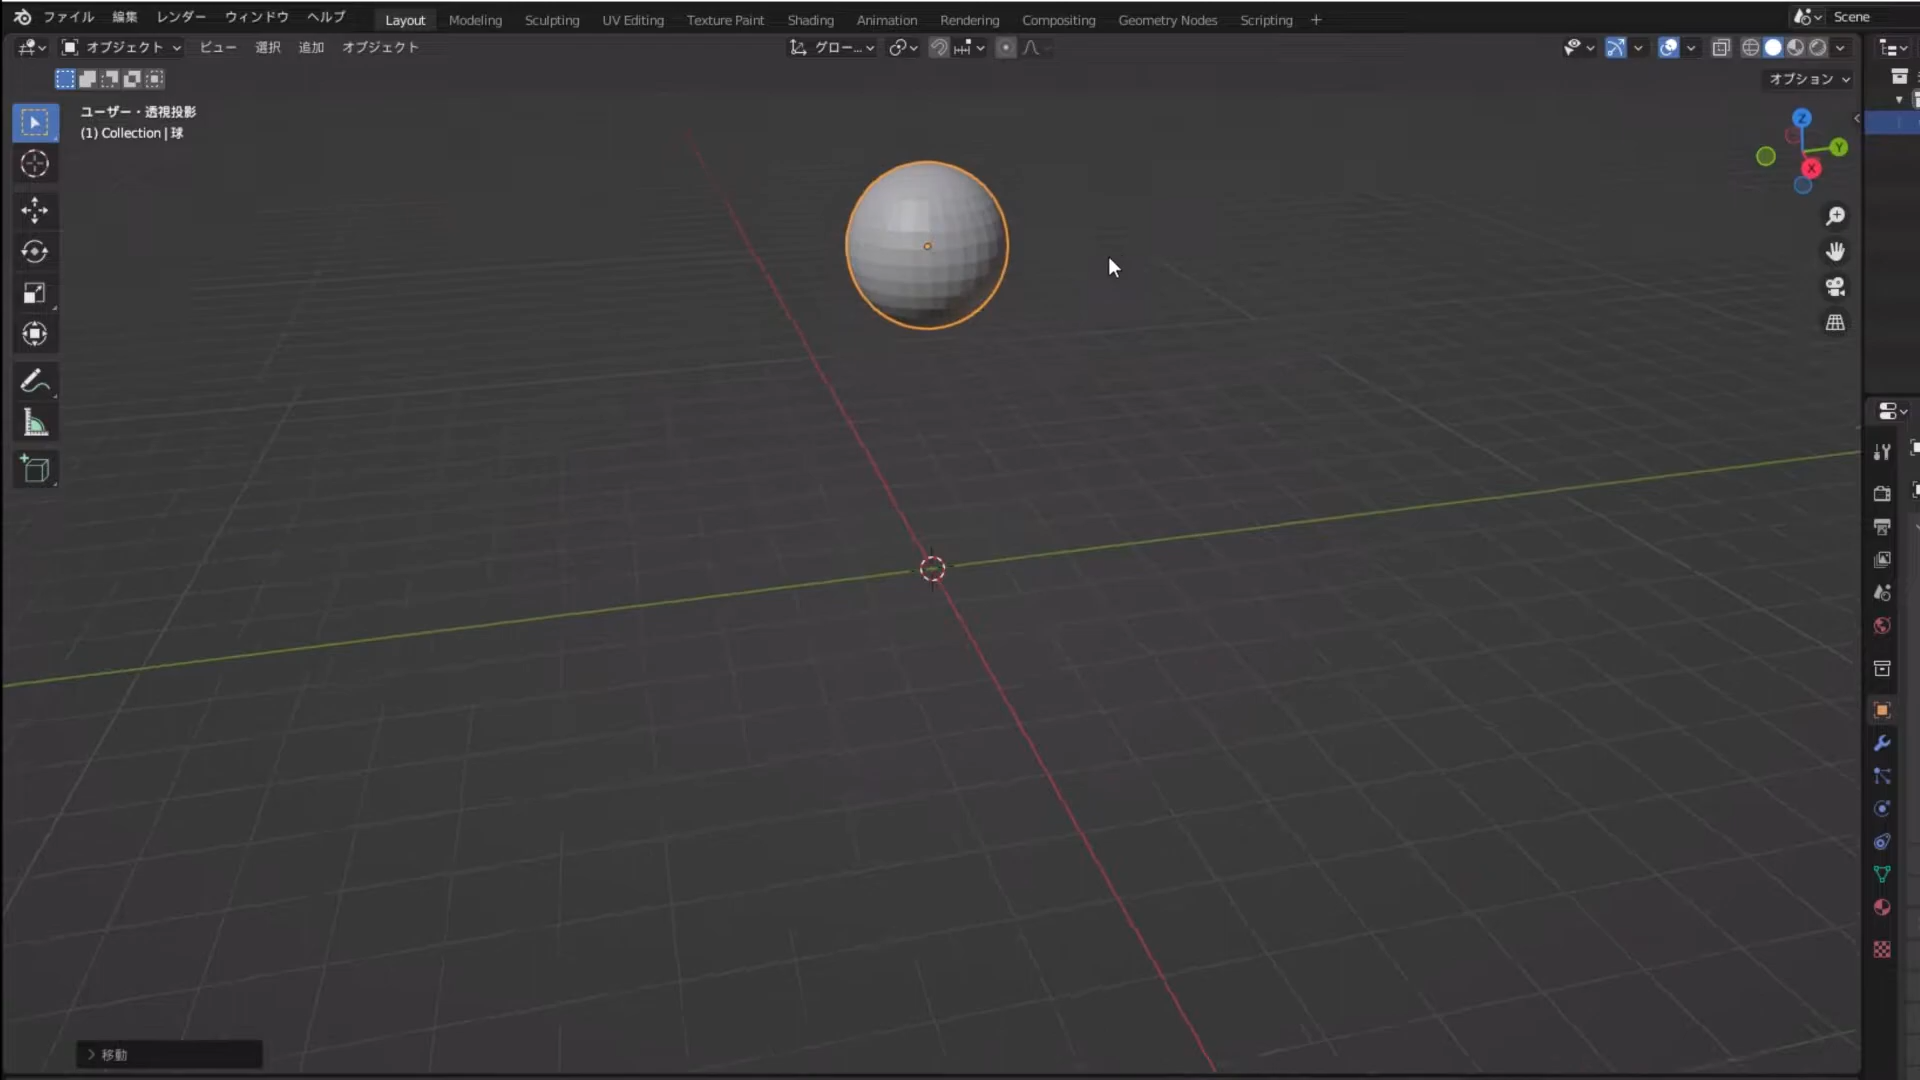 ファイル 編集 レンダー ウィンドウ ヘルプ Layout Modeling Sculpting UV Editing Texture Paint Shading Animation Rendering Compositing Geometry Nodes Scripting + Scene
オブジェクト ビュー 選択 追加 オブジェクト グロー...
オプション
ユーザー・透視投影
(1) Collection | 球
Z
Y
X
移動